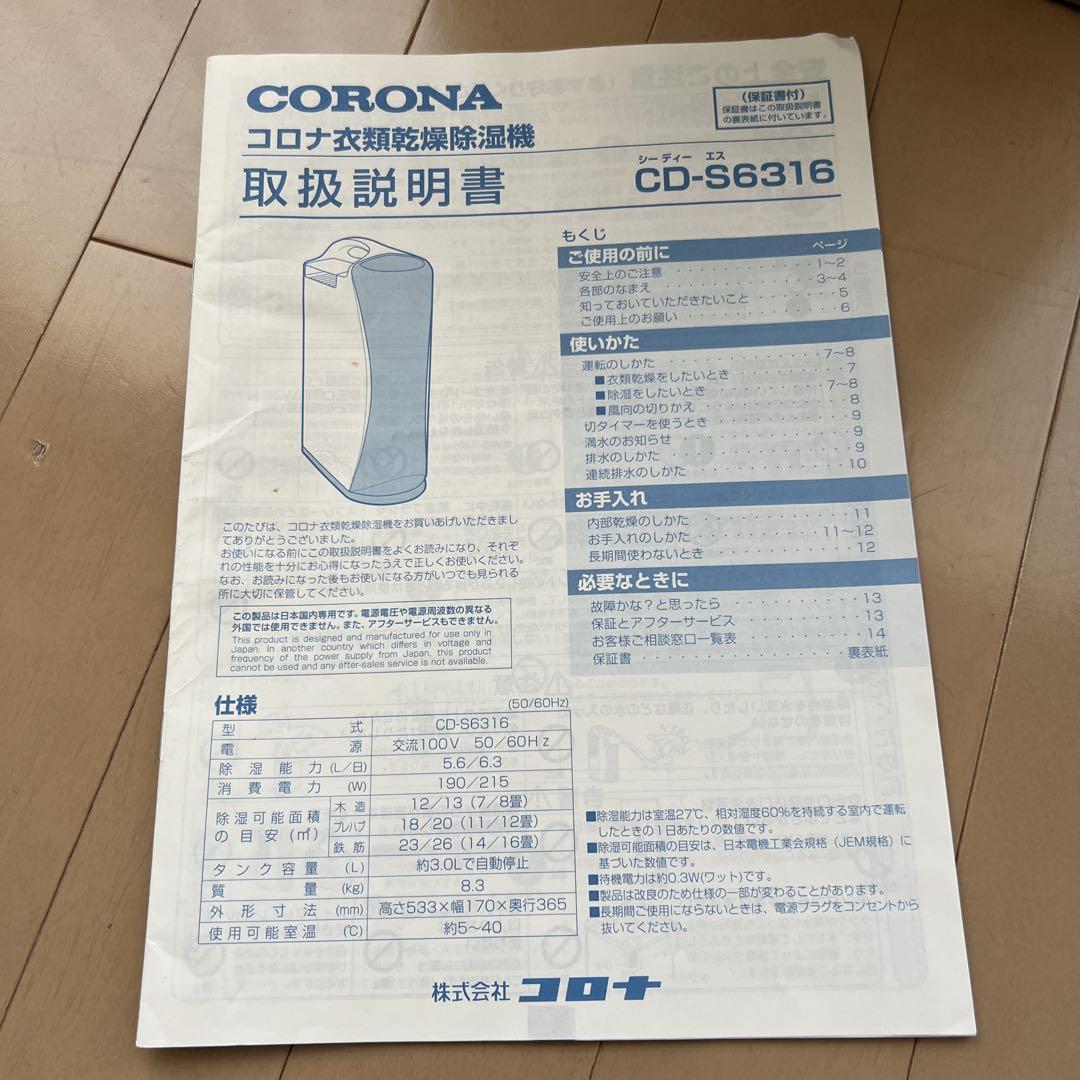 CORONA
コロナ衣類乾燥除湿機
取扱説明書
(保証書付)
保証書はこの取扱説明書
の裏表紙に付いています。
シー ディー エス
CD-S6316
もくじ
ご使用の前に ページ
安全上のご注意 ・・・・・・・・・・・・ 1〜2
各部のなまえ ・・・・・・・・・・・・ 3〜4
知っておいていただきたいこと ・・・・・・・ 5
ご使用上のお願い ・・・・・・・・・・・・ 6
使いかた
運転のしかた ・・・・・・・・・・・・ 7〜8
■衣類乾燥をしたいとき ・・・・・・・・ 7
■除湿をしたいとき ・・・・・・・・ 7〜8
■風向の切りかえ ・・・・・・・・・・ 8
切タイマーを使うとき ・・・・・・・・・・ 9
満水のお知らせ ・・・・・・・・・・・・ 9
排水のしかた ・・・・・・・・・・・・ 9
連続排水のしかた ・・・・・・・・・・・・ 10
お手入れ
内部乾燥のしかた ・・・・・・・・・・・・ 11
お手入れのしかた ・・・・・・・・・・ 11〜12
長期間使わないとき ・・・・・・・・・・・ 12
必要なときに
故障かな?と思ったら ・・・・・・・・・・ 13
保証とアフターサービス ・・・・・・・・・ 13
お客様ご相談窓口一覧表 ・・・・・・・・・ 14
保証書 ・・・・・・・・・・・・・・ 裏表紙
このたびは、コロナ衣類乾燥除湿機をお買いあげいただきまし
てありがとうございました。
お使いになる前にこの取扱説明書をよくお読みになり、それぞ
れの性能を十分にお心得になったうえで正しくお使いください。
なお、お読みになった後もお使いになる方がいつでも見られる
所に大切に保管してください。
この製品は日本国内専用です。電源電圧や電源周波数の異なる
外国では使用できません。また、アフターサービスもできません。
This product is designed and manufactured for use only in
Japan. In another country which differs in voltage and
frequency of the power supply from Japan, this product
cannot be used and any after-sales service is not available.
仕様 (50/60Hz)
型式 CD-S6316
電源 交流100V 50/60Hz
除湿能力(L/日) 5.6/6.3
消費電力(W) 190/215
除湿可能面積の目安(㎡) 木造 12/13(7/8畳)
プレハブ 18/20(11/12畳)
鉄筋 23/26(14/16畳)
タンク容量(L) 約3.0Lで自動停止
質量(kg) 8.3
外形寸法(mm) 高さ533×幅170×奥行365
使用可能室温(℃) 約5〜40
■除湿能力は室温27℃、相対湿度60%を持続する室内で運転
したときの1日あたりの数値です。
■除湿可能面積の目安は、日本電機工業会規格(JEM規格)に
基づいた数値です。
■待機電力は約0.3W(ワット)です。
■製品は改良のため仕様の一部が変わることがあります。
■長期間ご使用にならないときは、電源プラグをコンセントから
抜いてください。
株式会社 コロナ